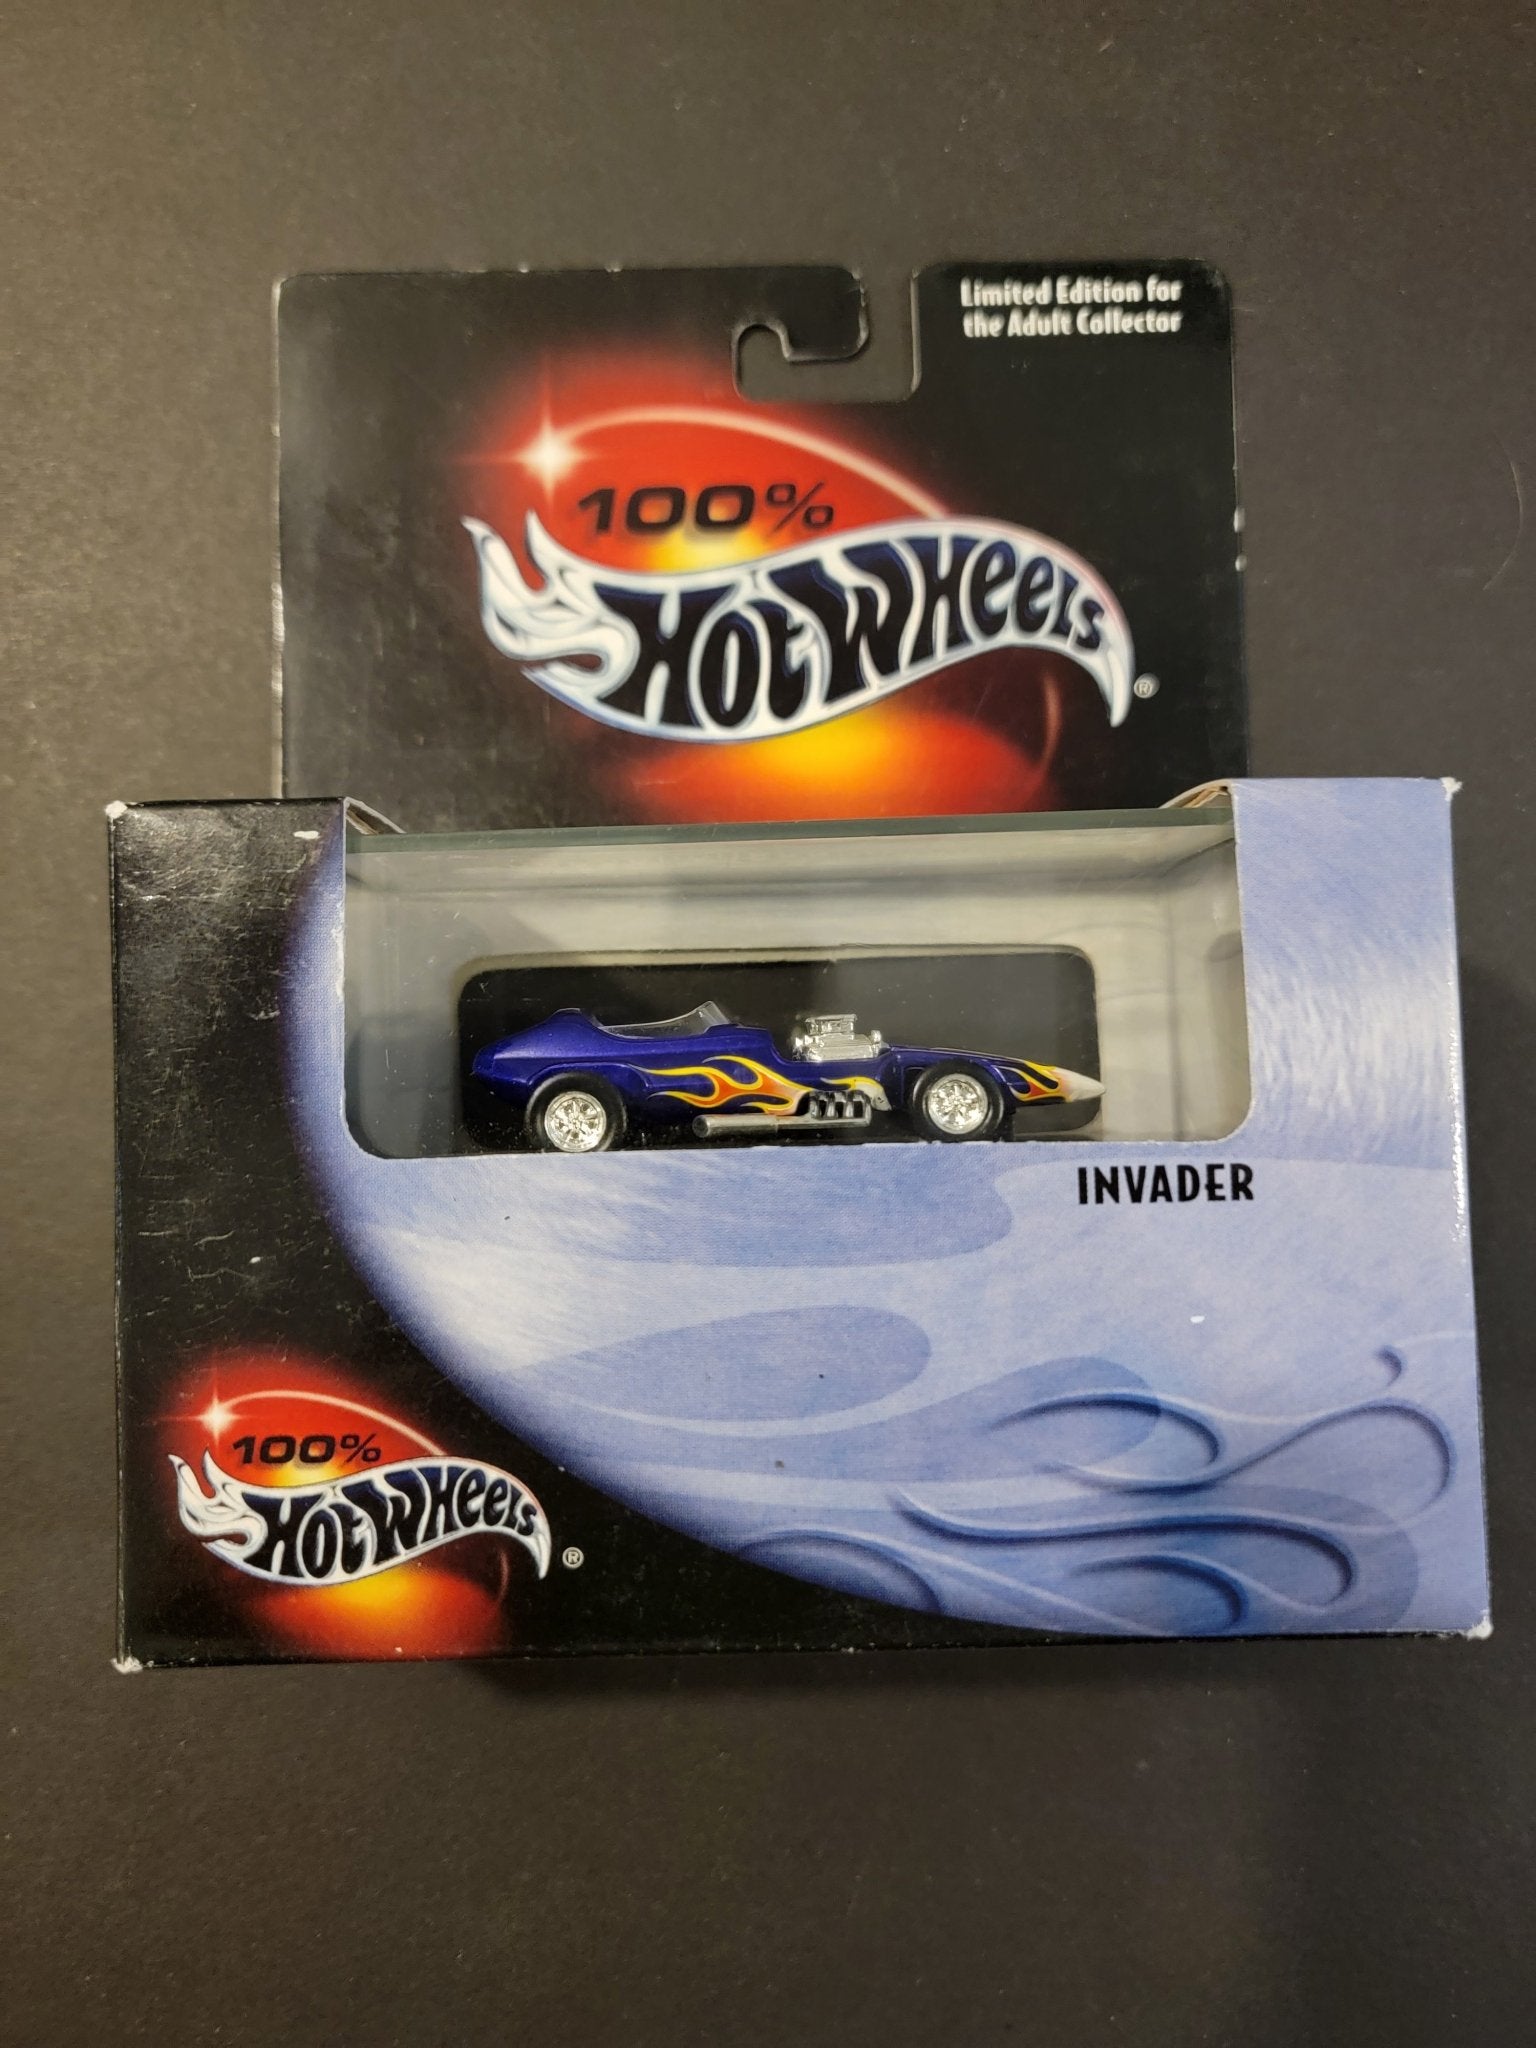 Limited Edition for
the Adult Collector
100%
Hot Wheels®
INVADER
100%
Hot Wheels®